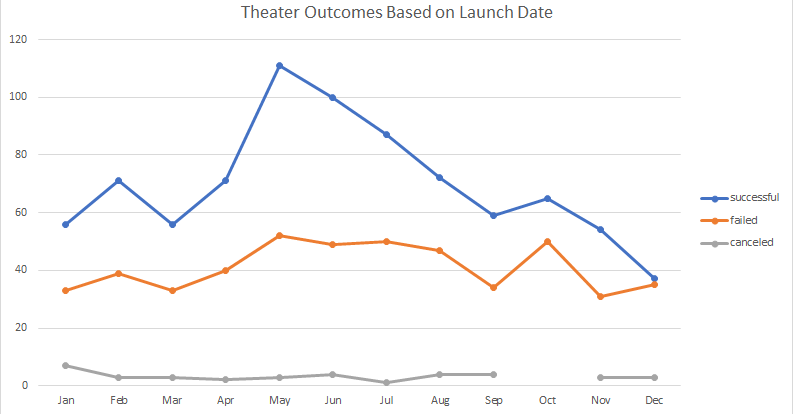 Theater Outcomes Based on Launch Date
120
100
80
60
40
20
0
Jan Feb Mar Apr May Jun Jul Aug Sep Oct Nov Dec
successful
failed
canceled